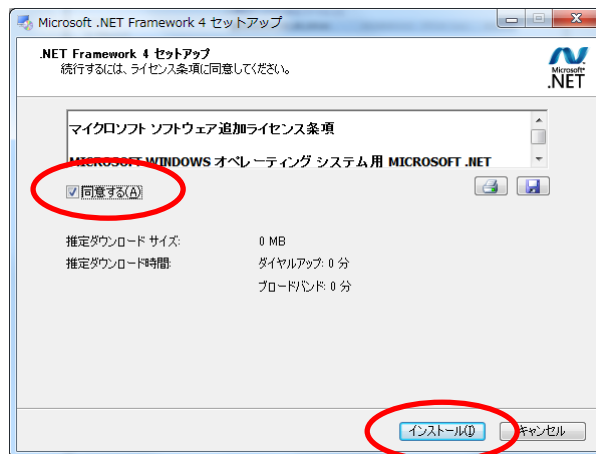 Microsoft .NET Framework 4 セットアップ
.NET Framework 4 セットアップ
続行するには、ライセンス条項に同意してください。
Microsoft®
.NET
マイクロソフト ソフトウェア追加ライセンス条項
MICROSOFT WINDOWS オペレーティング システム用 MICROSOFT .NET
同意する(A)
推定ダウンロード サイズ: 0 MB
推定ダウンロード時間: ダイヤルアップ: 0 分
ブロードバンド: 0 分
インストール(I) キャンセル